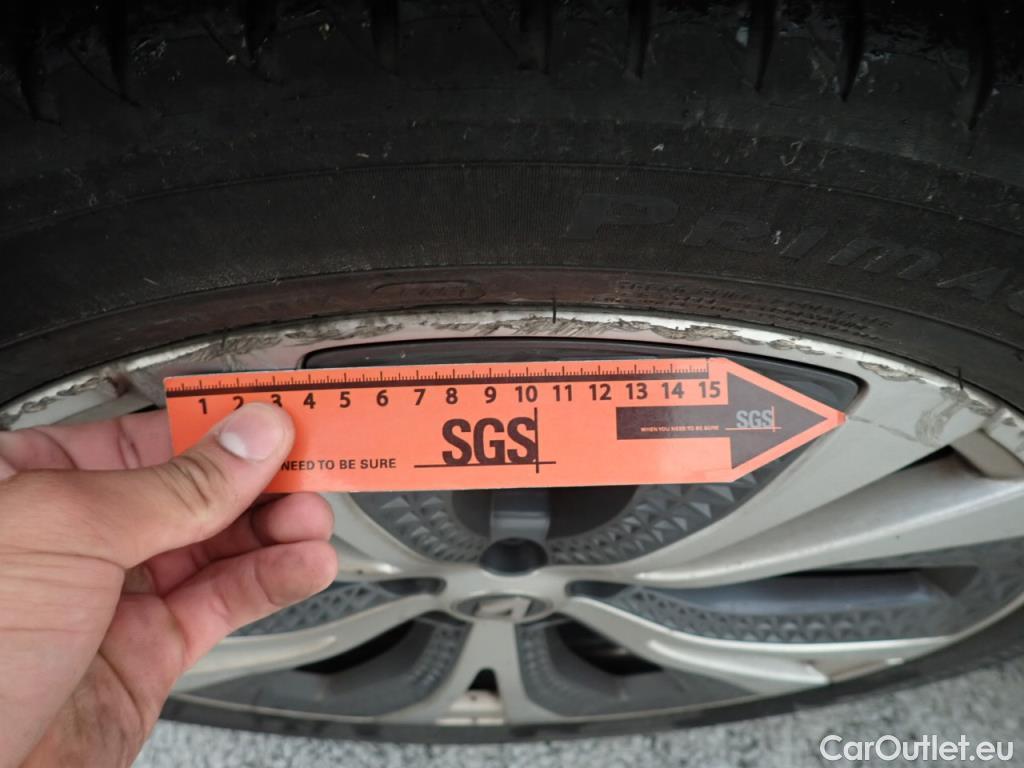 PRIMA
1 2 3 4 5 6 7 8 9 10 11 12 13 14 15
SGS
WHEN YOU NEED TO BE SURE
SGS
NEED TO BE SURE
CarOutlet.eu